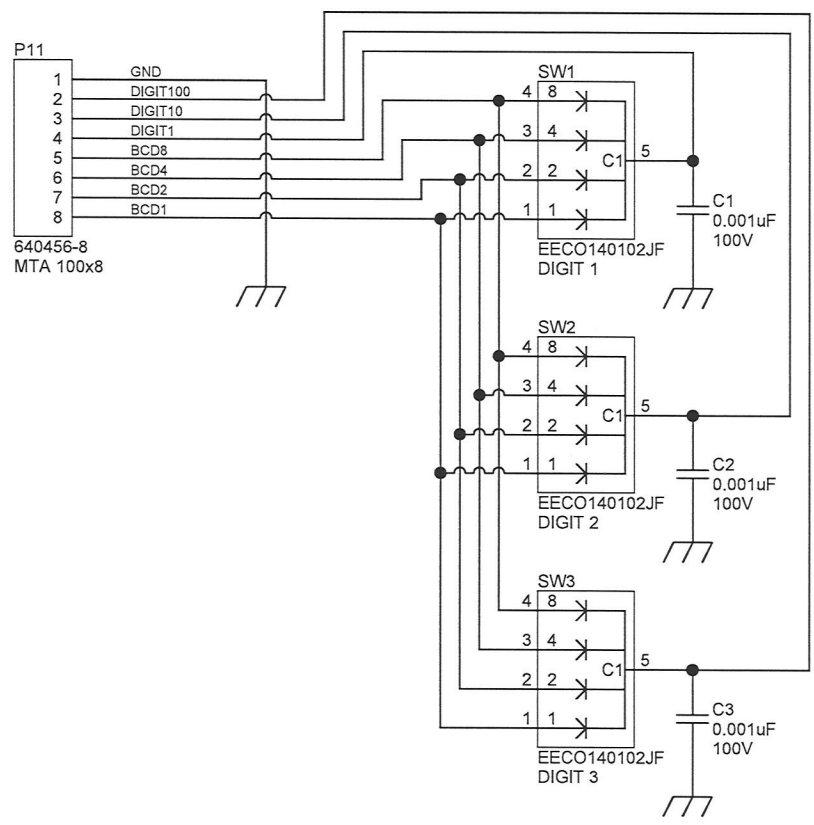 P11
1 GND
2 DIGIT100
3 DIGIT10
4 DIGIT1
5 BCD8
6 BCD4
7 BCD2
8 BCD1
640456-8
MTA 100x8
SW1
4 8
3 4
C1 5
2 2
1 1
EECO140102JF
DIGIT 1
C1
0.001uF
100V
SW2
4 8
3 4
C1 5
2 2
1 1
EECO140102JF
DIGIT 2
C2
0.001uF
100V
SW3
4 8
3 4
C1 5
2 2
1 1
EECO140102JF
DIGIT 3
C3
0.001uF
100V